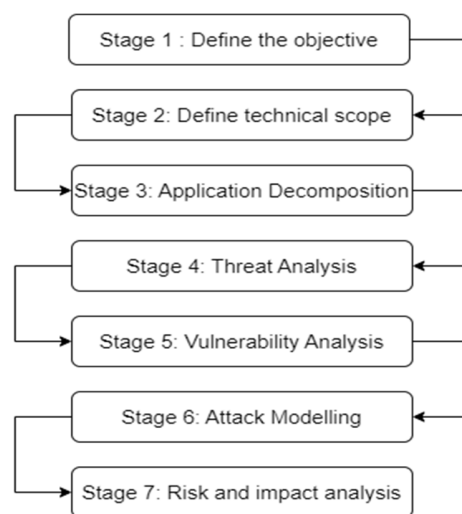 Stage 1 : Define the objective
Stage 2: Define technical scope
Stage 3: Application Decomposition
Stage 4: Threat Analysis
Stage 5: Vulnerability Analysis
Stage 6: Attack Modelling
Stage 7: Risk and impact analysis